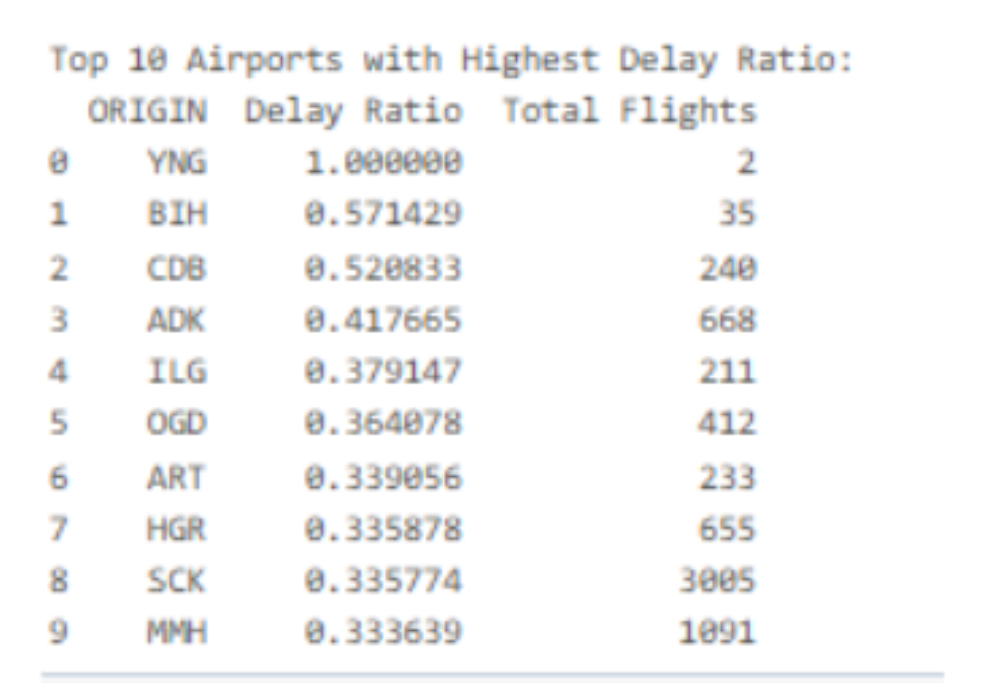 Top 10 Airports with Highest Delay Ratio:
ORIGIN Delay Ratio Total Flights
0 YNG 1.000000 2
1 BIH 0.571429 35
2 CDB 0.520833 240
3 ADK 0.417665 668
4 ILG 0.379147 211
5 OGD 0.364078 412
6 ART 0.339056 233
7 HGR 0.335878 655
8 SCK 0.335774 3005
9 MMH 0.333639 1091